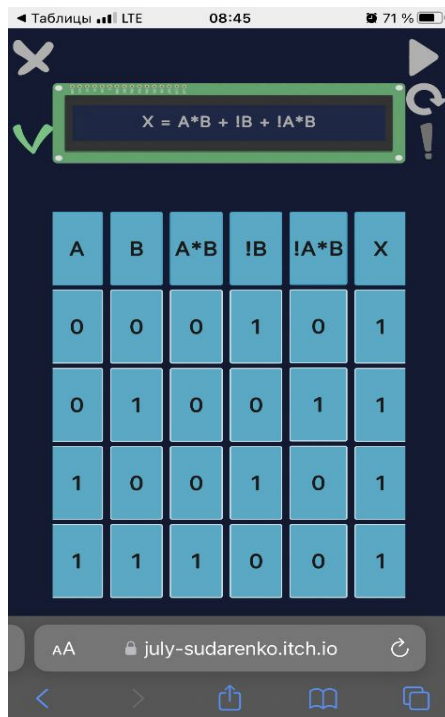 ◄ Таблицы LTE 08:45 71 %
X = A*B + !B + !A*B
A B A*B !B !A*B X
0 0 0 1 0 1
0 1 0 0 1 1
1 0 0 1 0 1
1 1 1 0 0 1
AA july-sudarenko.itch.io